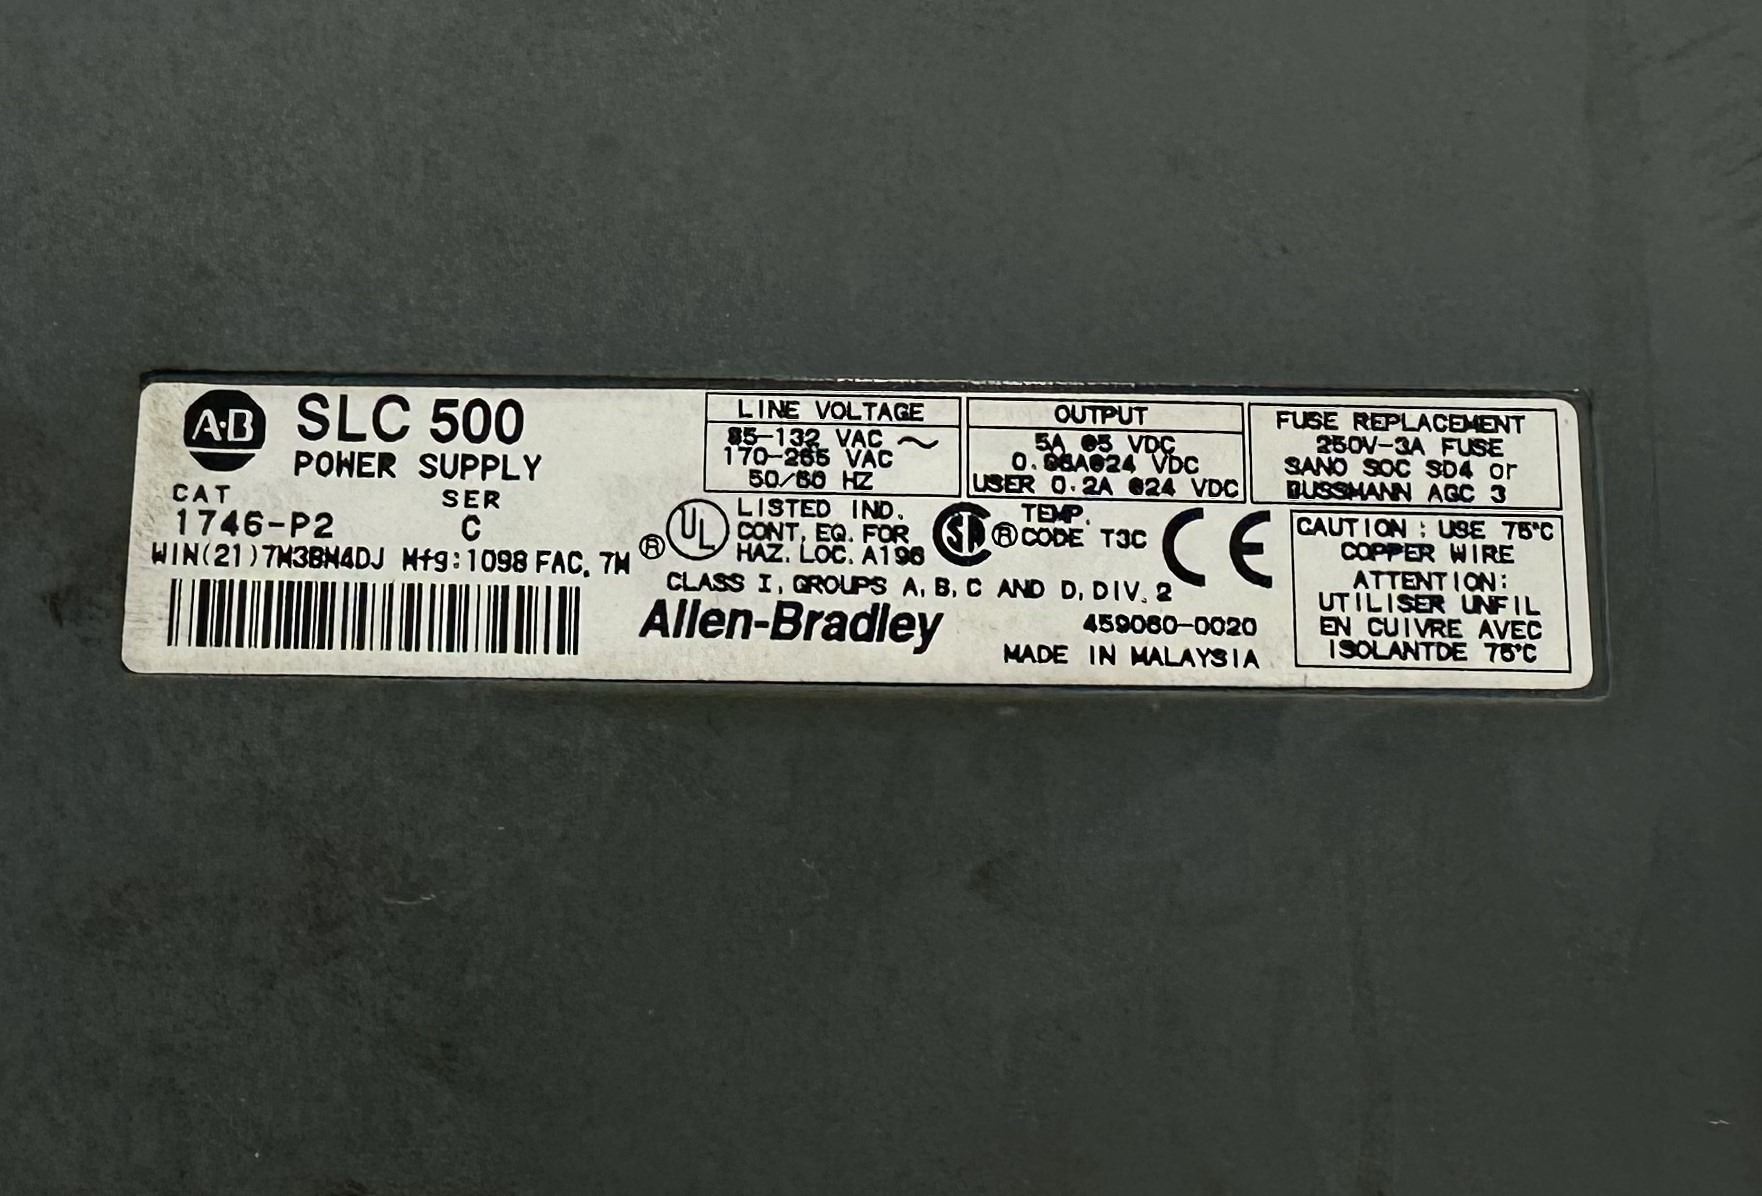 A·B SLC 500
POWER SUPPLY
CAT SER
1746-P2 C
WIN(21)7M3BM4DJ Mfg:1098 FAC. 7M
LINE VOLTAGE
85-132 VAC ~
170-265 VAC
50/60 HZ
OUTPUT
5A @5 VDC
0.96A@24 VDC
USER 0.2A @24 VDC
FUSE REPLACEMENT
250V-3A FUSE
SANO SOC SD4 or
BUSSMANN AGC 3
UL ® LISTED IND.
CONT. EQ. FOR
HAZ. LOC. A196
SA ® TEMP.
CODE T3C
CE
CLASS I, GROUPS A, B, C AND D, DIV. 2
Allen-Bradley
459060-0020
MADE IN MALAYSIA
CAUTION : USE 75°C
COPPER WIRE
ATTENTION:
UTILISER UNFIL
EN CUIVRE AVEC
ISOLANTDE 75°C